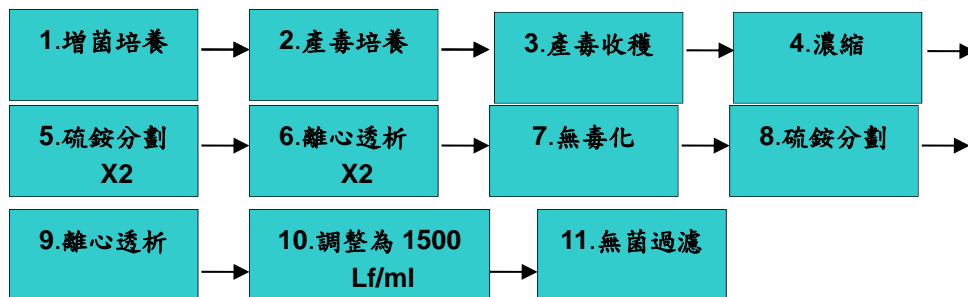 1.增菌培養
2.產毒培養
3.產毒收穫
4.濃縮
5.硫銨分劃
X2
6.離心透析
X2
7.無毒化
8.硫銨分劃
9.離心透析
10.調整為 1500
Lf/ml
11.無菌過濾